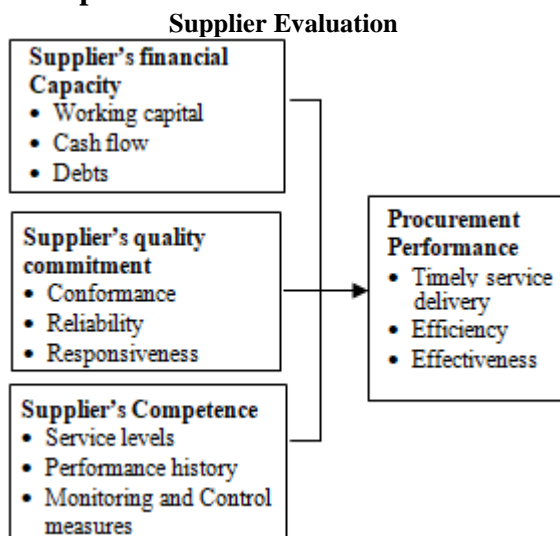 Supplier Evaluation
Supplier's financial
Capacity
• Working capital
• Cash flow
• Debts
Supplier's quality
commitment
• Conformance
• Reliability
• Responsiveness
Supplier's Competence
• Service levels
• Performance history
• Monitoring and Control
measures
Procurement
Performance
• Timely service
delivery
• Efficiency
• Effectiveness